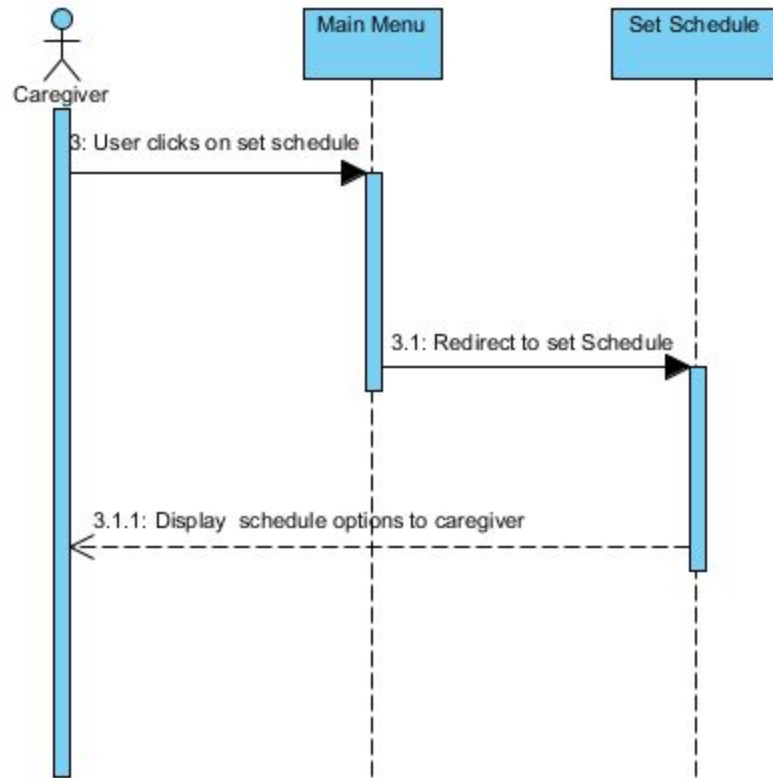 Main Menu
Set Schedule
Caregiver
3: User clicks on set schedule
3.1: Redirect to set Schedule
3.1.1: Display  schedule options to caregiver